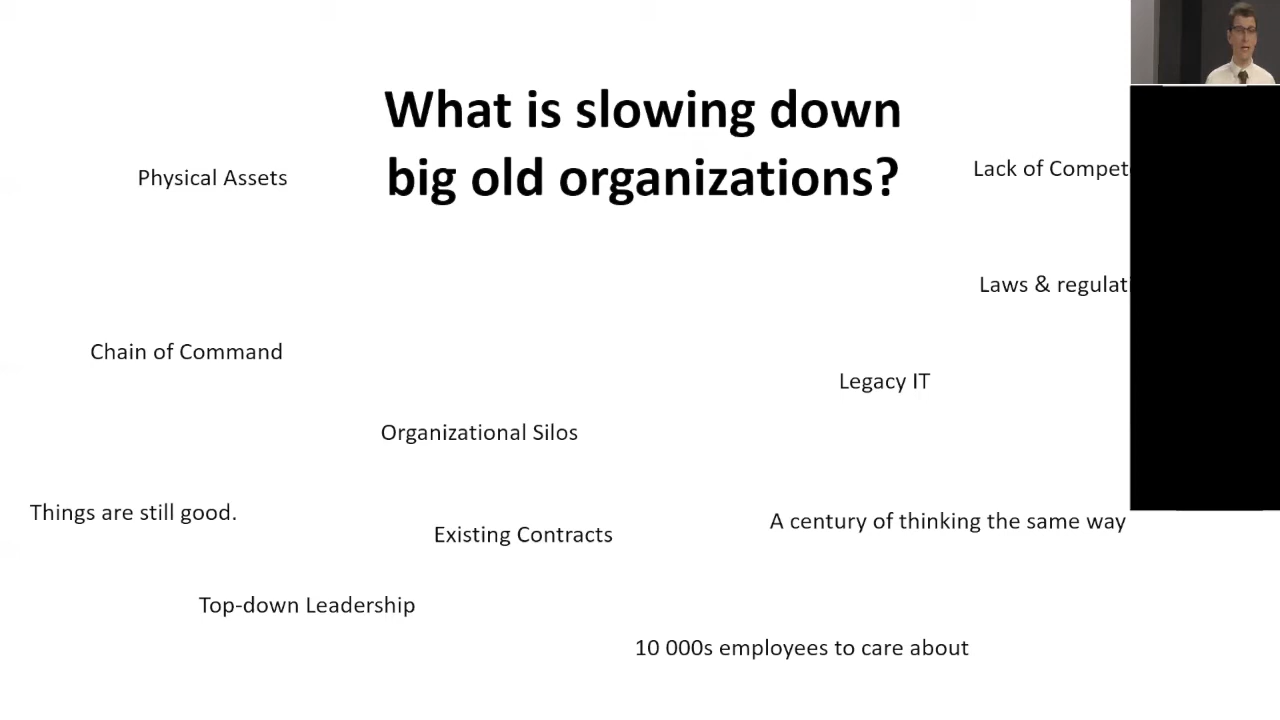 What is slowing down
big old organizations?
Physical Assets
Lack of
Laws &
Chain of Command
Legacy IT
Organizational Silos
Things are still good.
A century of thinking the same way
Existing Contracts
Top-down Leadership
10 000s employees to care about